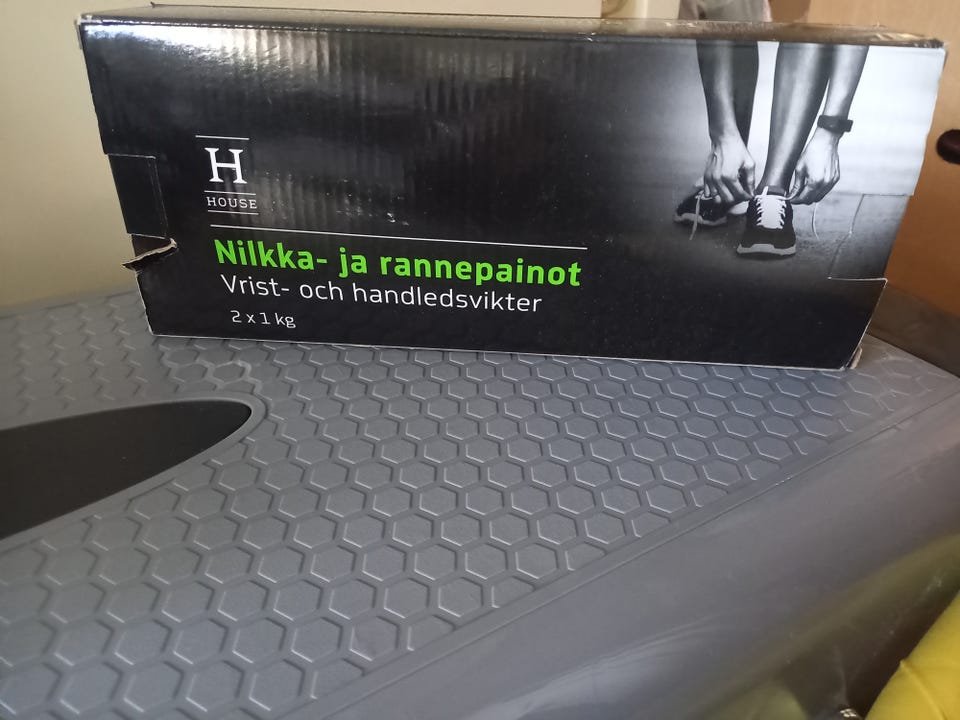 H
HOUSE
Nilkka- ja rannepainot
Vrist- och handledsvikter
2 x 1 kg